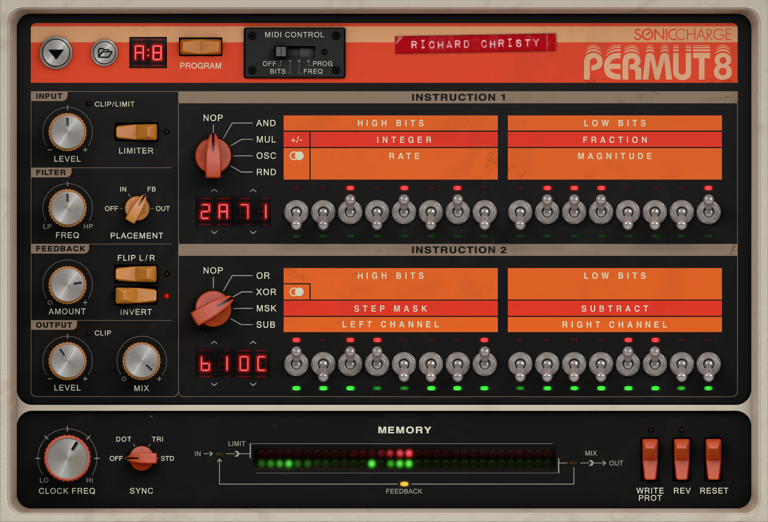 MIDI CONTROL
OFF PROG
BITS FREQ
A:8
PROGRAM
RICHARD CHRISTY
SONICCHARGE
PERMUT8
INPUT
CLIP/LIMIT
LEVEL
LIMITER
FILTER
IN FB
OFF OUT
LP FREQ HP
PLACEMENT
FEEDBACK
FLIP L/R
AMOUNT
INVERT
OUTPUT
CLIP
LEVEL
MIX
INSTRUCTION 1
NOP
AND
MUL
OSC
RND
HIGH BITS
LOW BITS
+/-
INTEGER
FRACTION
RATE
MAGNITUDE
2A71
INSTRUCTION 2
NOP
OR
XOR
MSK
SUB
HIGH BITS
LOW BITS
STEP MASK
SUBTRACT
LEFT CHANNEL
RIGHT CHANNEL
b10C
LO HI
CLOCK FREQ
DOT TRI
OFF STD
SYNC
MEMORY
IN
LIMIT
MIX
OUT
FEEDBACK
WRITE PROT
REV
RESET